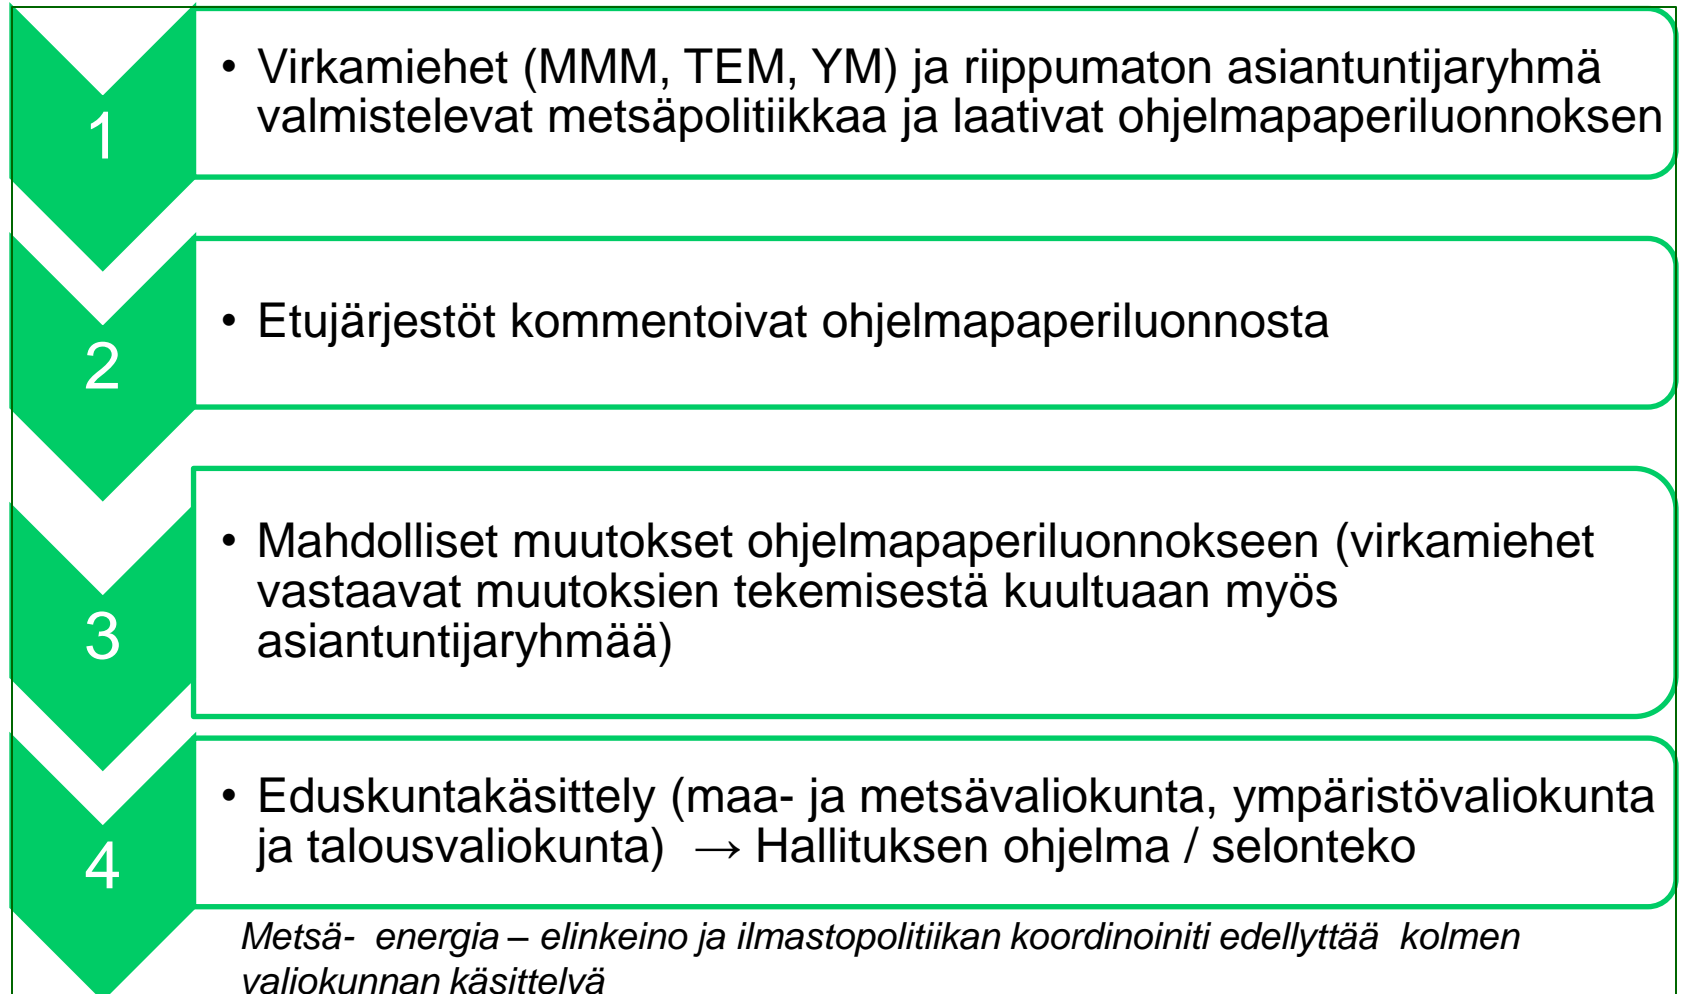 1
• Virkamiehet (MMM, TEM, YM) ja riippumaton asiantuntijaryhmä
valmistelevat metsäpolitiikkaa ja laativat ohjelmapaperiluonnoksen
2
• Etujärjestöt kommentoivat ohjelmapaperiluonnosta
3
• Mahdolliset muutokset ohjelmapaperiluonnokseen (virkamiehet
vastaavat muutoksien tekemisestä kuultuaan myös
asiantuntijaryhmää)
4
• Eduskuntakäsittely (maa- ja metsävaliokunta, ympäristövaliokunta
ja talousvaliokunta) → Hallituksen ohjelma / selonteko
Metsä- energia – elinkeino ja ilmastopolitiikan koordinoiniti edellyttää kolmen
valiokunnan käsittelyä